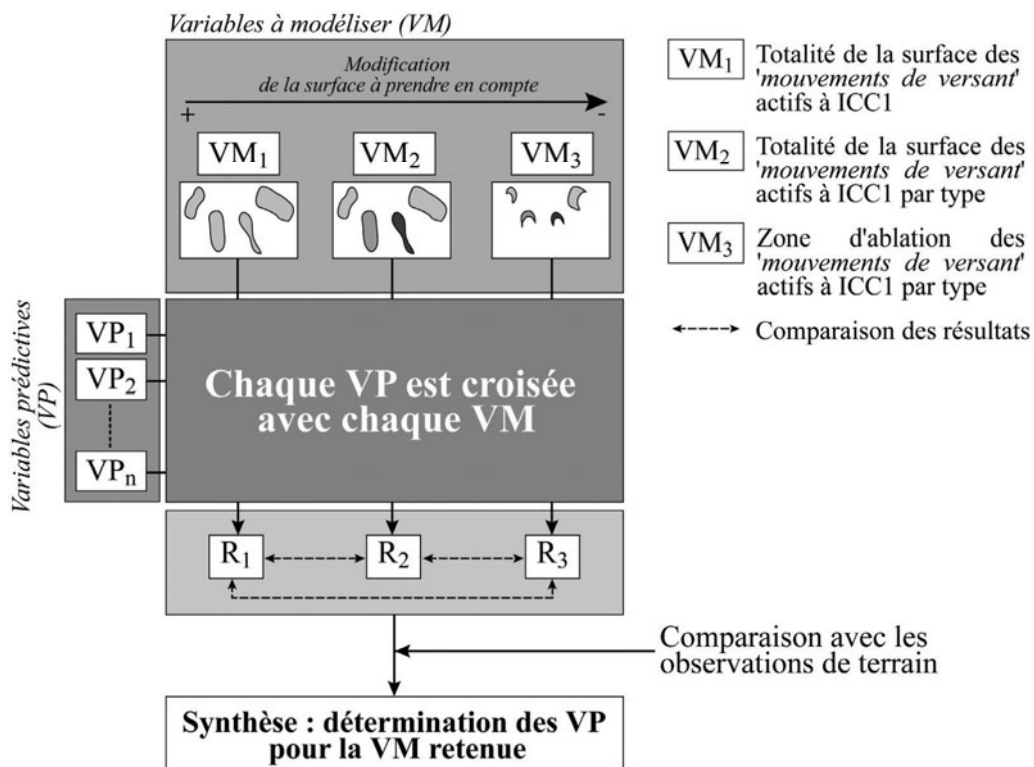 Variables à modéliser (VM)
Modification
de la surface à prendre en compte
+
-
VM1
VM2
VM3
Variables prédictives
(VP)
VP1
VP2
VPn
Chaque VP est croisée
avec chaque VM
R1
R2
R3
Comparaison avec les
observations de terrain
Synthèse : détermination des VP
pour la VM retenue
VM1
Totalité de la surface des
'mouvements de versant'
actifs à ICC1
VM2
Totalité de la surface des
'mouvements de versant'
actifs à ICC1 par type
VM3
Zone d'ablation des
'mouvements de versant'
actifs à ICC1 par type
Comparaison des résultats